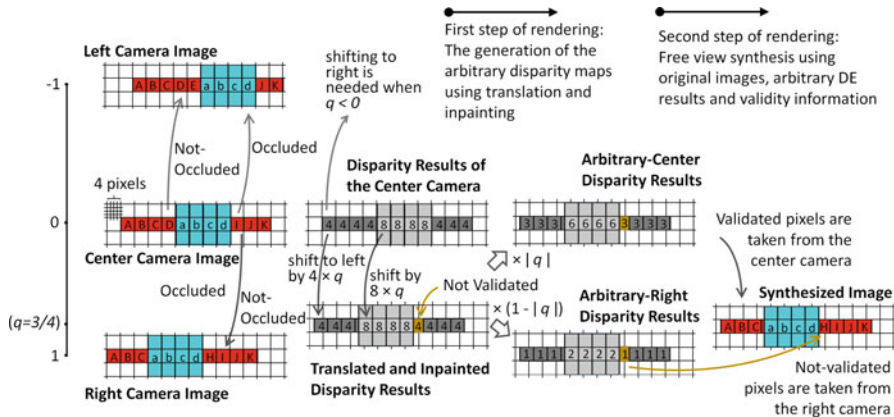 First step of rendering:
The generation of the
arbitrary disparity maps
using translation and
inpainting
Second step of rendering:
Free view synthesis using
original images, arbitrary DE
results and validity information
Left Camera Image
-1
A B C D E a b c d J K
shifting to
right is
needed when
q < 0
Not-
Occluded
Occluded
4 pixels
Disparity Results of
the Center Camera
Arbitrary-Center
Disparity Results
0
A B C D a b c d I J K
4 4 4 4 8 8 8 8 4 4 4
3 3 3 3 6 6 6 6 3 3 3 3
Validated pixels are
taken from the
center camera
Center Camera Image
shift to left
by 4 × q
shift by
8 × q
× |q|
Occluded
Not-
Occluded
Not Validated
× (1 - |q|)
Arbitrary-Right
Disparity Results
Synthesized Image
(q=3/4)
4 4 4 8 8 8 8 4 4 4 4
A B C a b c d H I J K
1
A B C a b c d H I J K
1 1 1 2 2 2 2 1 1 1 1
Right Camera Image
Translated and Inpainted
Disparity Results
Not-validated
pixels are taken from
the right camera